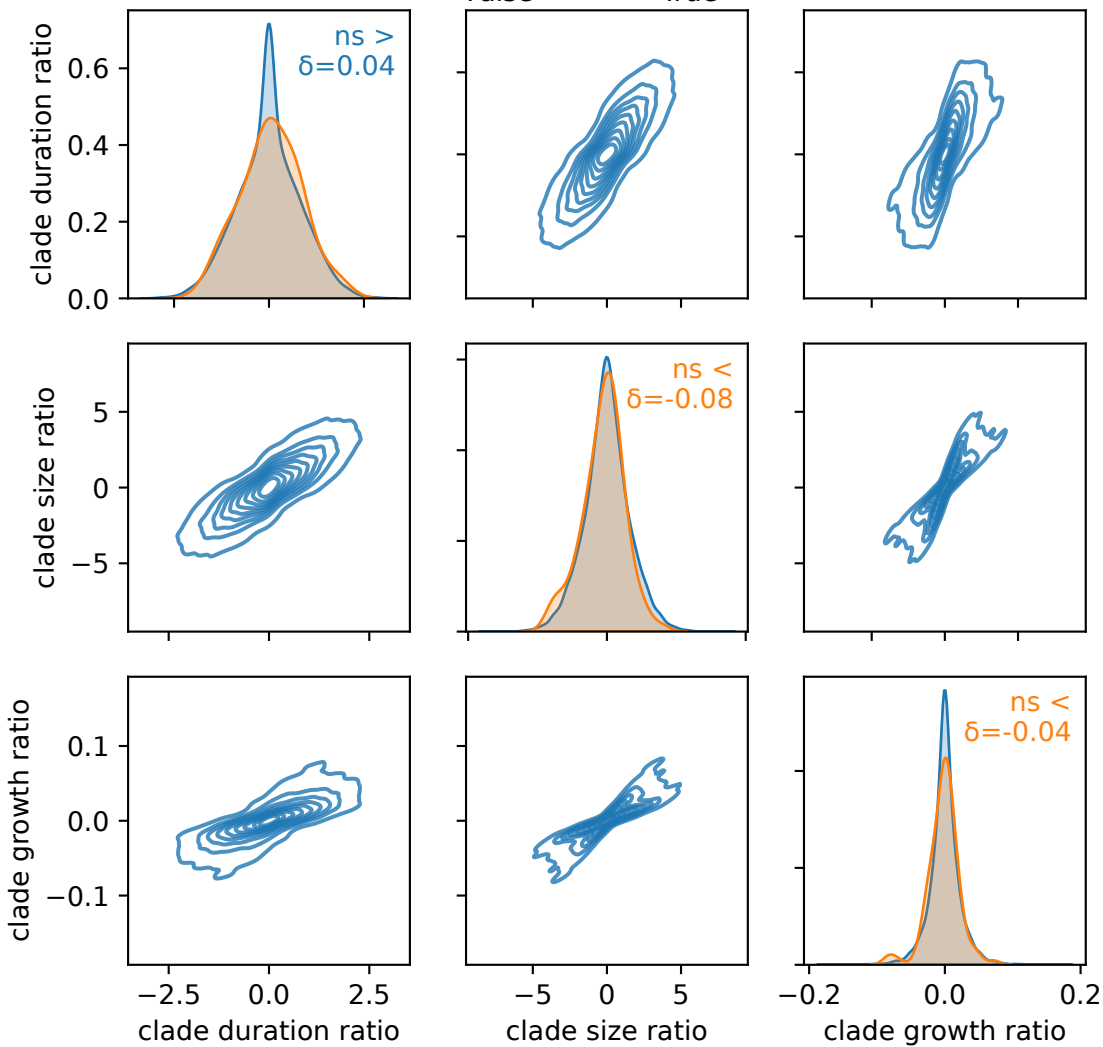 ns >
δ=0.04
clade duration ratio
0.6
0.4
0.2
0.0
ns <
δ=-0.08
clade size ratio
5
0
−5
ns <
δ=-0.04
clade growth ratio
0.1
0.0
−0.1
−2.5 0.0 2.5
−5 0 5
−0.2 0.0 0.2
clade duration ratio
clade size ratio
clade growth ratio